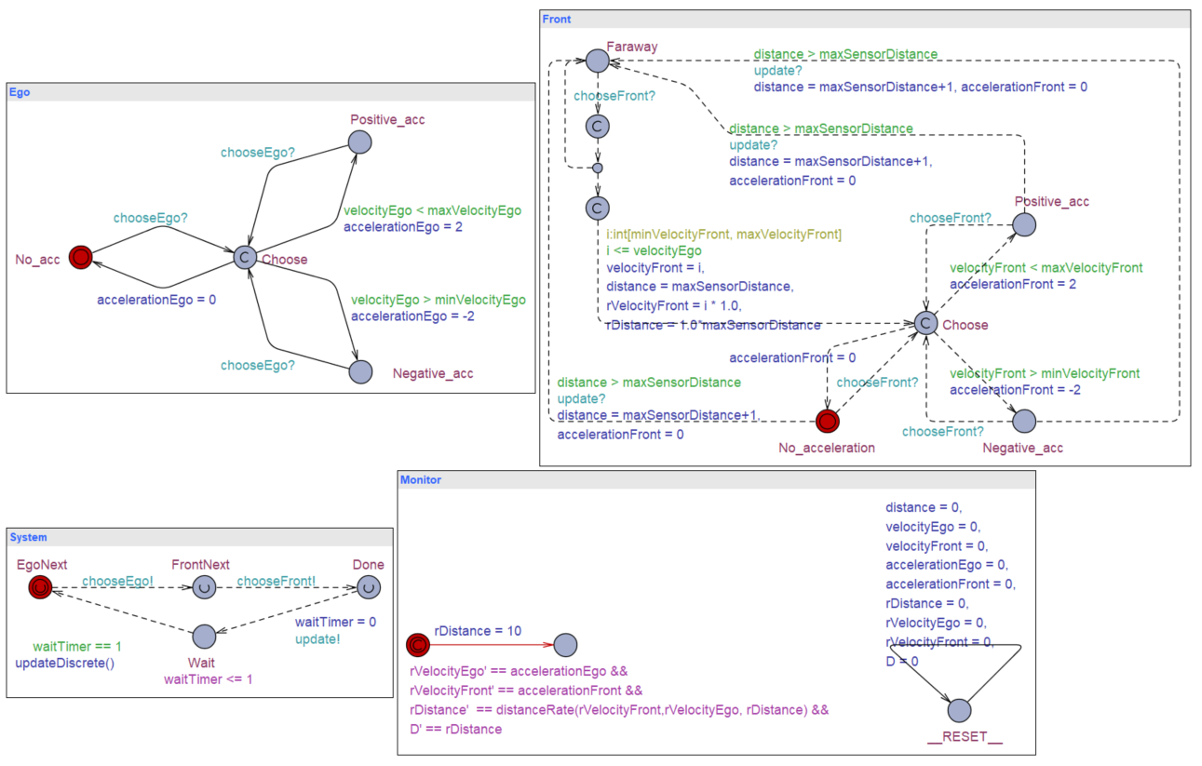 Ego
Positive_acc
chooseEgo?
velocityEgo < maxVelocityEgo
accelerationEgo = 2
chooseEgo?
No_acc
C
Choose
accelerationEgo = 0
velocityEgo > minVelocityEgo
accelerationEgo = -2
chooseEgo?
Negative_acc
Front
Faraway
distance > maxSensorDistance
update?
distance = maxSensorDistance+1, accelerationFront = 0
chooseFront?
C
distance > maxSensorDistance
update?
distance = maxSensorDistance+1,
accelerationFront = 0
C
Positive_acc
chooseFront?
i:int[minVelocityFront, maxVelocityFront]
i <= velocityEgo
velocityFront = i,
distance = maxSensorDistance,
rVelocityFront = i * 1.0,
rDistance = 1.0*maxSensorDistance
velocityFront < maxVelocityFront
accelerationFront = 2
C
Choose
accelerationFront = 0
chooseFront?
velocityFront > minVelocityFront
accelerationFront = -2
distance > maxSensorDistance
update?
distance = maxSensorDistance+1,
accelerationFront = 0
No_acceleration
chooseFront?
Negative_acc
System
EgoNext
FrontNext
Done
chooseEgo!
chooseFront!
waitTimer = 0
update!
waitTimer == 1
updateDiscrete()
Wait
waitTimer <= 1
Monitor
rDistance = 10
rVelocityEgo' == accelerationEgo &&
rVelocityFront' == accelerationFront &&
rDistance' == distanceRate(rVelocityFront,rVelocityEgo, rDistance) &&
D' == rDistance
distance = 0,
velocityEgo = 0,
velocityFront = 0,
accelerationEgo = 0,
accelerationFront = 0,
rDistance = 0,
rVelocityEgo = 0,
rVelocityFront = 0,
D = 0
__RESET__